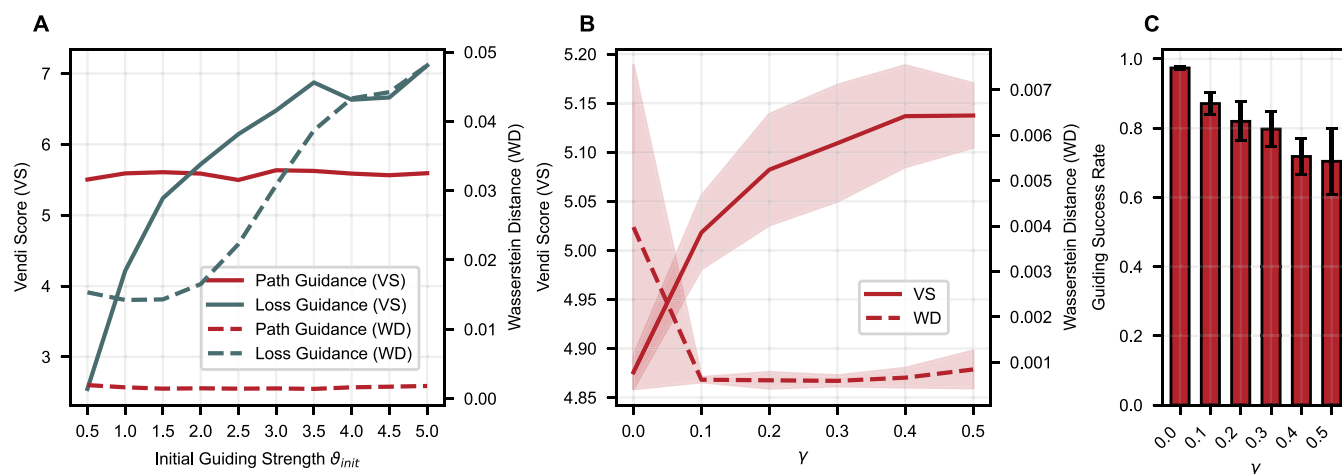 A
Vendi Score (VS)
7
6
5
4
3
0.05
0.04
0.03
0.02
0.01
0.00
Wasserstein Distance (WD)
Path Guidance (VS)
Loss Guidance (VS)
Path Guidance (WD)
Loss Guidance (WD)
0.5 1.0 1.5 2.0 2.5 3.0 3.5 4.0 4.5 5.0
Initial Guiding Strength ϑinit
B
Vendi Score (VS)
5.20
5.15
5.10
5.05
5.00
4.95
4.90
4.85
0.007
0.006
0.005
0.004
0.003
0.002
0.001
Wasserstein Distance (WD)
VS
WD
0.0 0.1 0.2 0.3 0.4 0.5
γ
C
Guiding Success Rate
1.0
0.8
0.6
0.4
0.2
0.0
0.0 0.1 0.2 0.3 0.4 0.5
γ